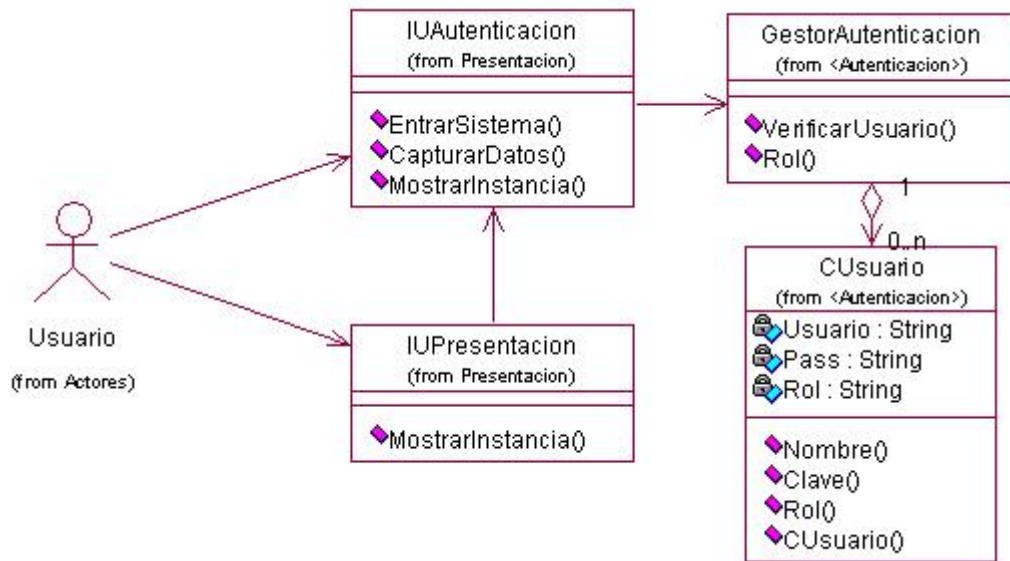 IUAutenticacion
(from Presentacion)
EntrarSistema()
CapturarDatos()
MostrarInstancia()
GestorAutenticacion
(from <Autenticacion>)
VerificarUsuario()
Rol()
1
0..n
CUsuario
(from <Autenticacion>)
Usuario : String
Pass : String
Rol : String
Nombre()
Clave()
Rol()
CUsuario()
Usuario
(from Actores)
IUPresentacion
(from Presentacion)
MostrarInstancia()